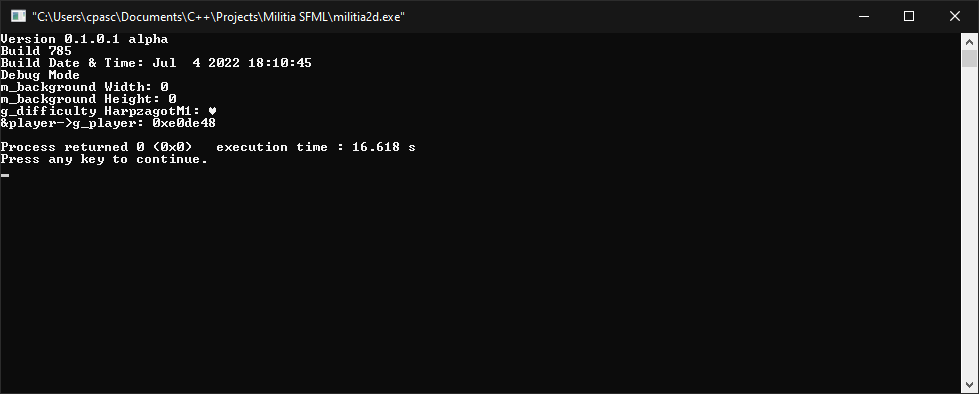 "C:\Users\cpasc\Documents\C++\Projects\Militia SFML\militia2d.exe"
Version 0.1.0.1 alpha
Build 785
Build Date & Time: Jul  4 2022 18:10:45
Debug Mode
m_background Width: 0
m_background Height: 0
g_difficulty HarpzagotM1: ♥
&player->g_player: 0xe0de48
Process returned 0 (0x0)   execution time : 16.618 s
Press any key to continue.